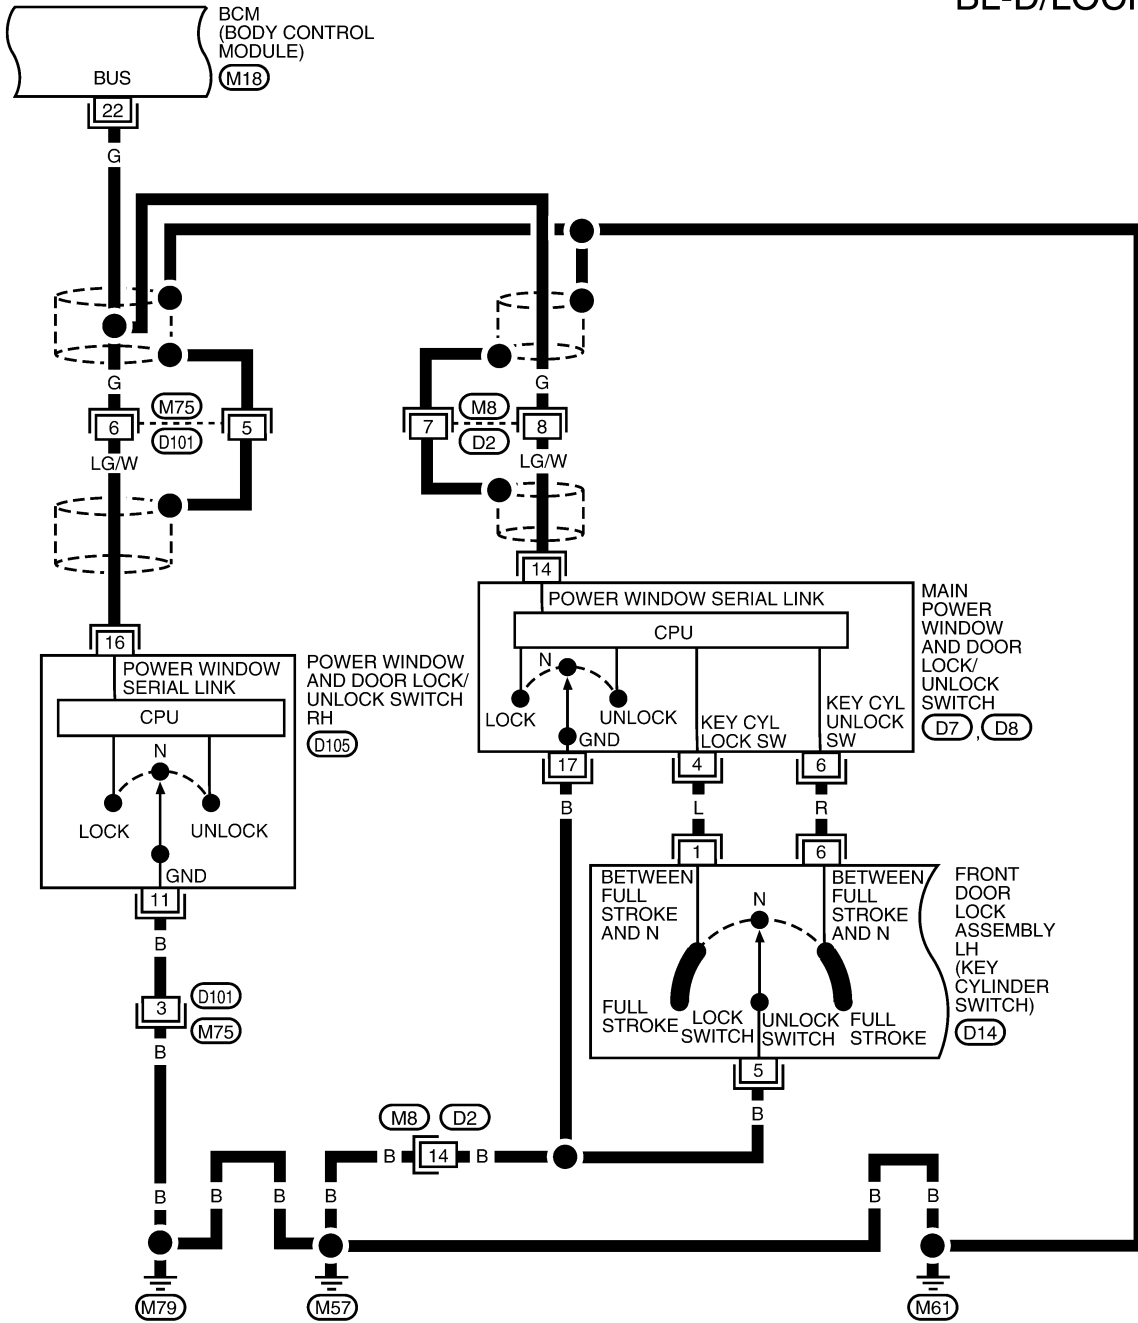 BCM
(BODY CONTROL
MODULE)
M18
BUS
22
G
G
M75
6
5
D101
LG/W
G
M8
7
8
D2
LG/W
14
POWER WINDOW SERIAL LINK
CPU
N
LOCK
UNLOCK
GND
KEY CYL
LOCK SW
KEY CYL
UNLOCK
SW
MAIN
POWER
WINDOW
AND DOOR
LOCK/
UNLOCK
SWITCH
D7 , D8
16
POWER WINDOW
SERIAL LINK
CPU
N
LOCK
UNLOCK
GND
POWER WINDOW
AND DOOR LOCK/
UNLOCK SWITCH
RH
D105
17
4
6
B
L
R
1
6
BETWEEN
FULL
STROKE
AND N
N
BETWEEN
FULL
STROKE
AND N
FULL
STROKE
LOCK
SWITCH
UNLOCK
SWITCH
FULL
STROKE
FRONT
DOOR
LOCK
ASSEMBLY
LH
(KEY
CYLINDER
SWITCH)
D14
11
B
3
D101
M75
B
5
B
M8
D2
B
14
B
B
B
B
B
B
B
M79
M57
M61